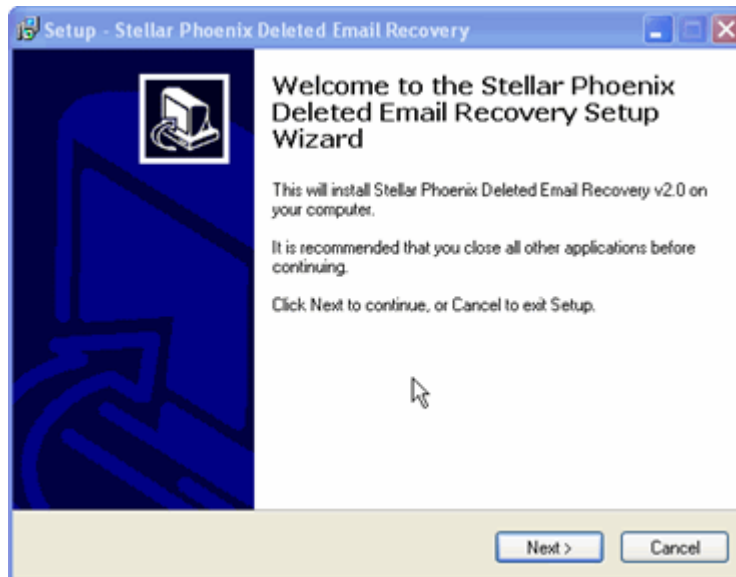 Setup - Stellar Phoenix Deleted Email Recovery
Welcome to the Stellar Phoenix
Deleted Email Recovery Setup
Wizard
This will install Stellar Phoenix Deleted Email Recovery v2.0 on
your computer.
It is recommended that you close all other applications before
continuing.
Click Next to continue, or Cancel to exit Setup.
Next >
Cancel